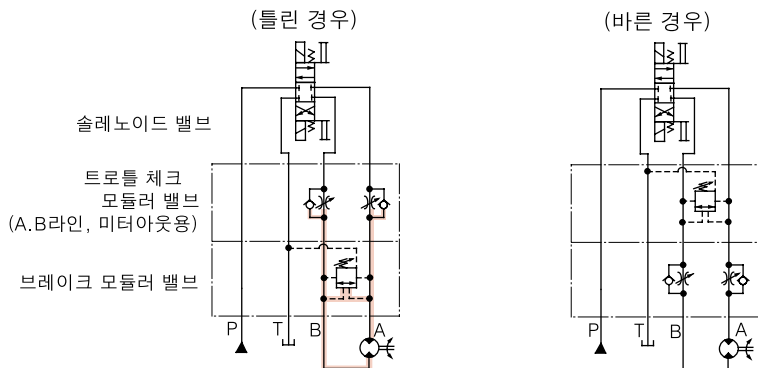 (틀린 경우)
(바른 경우)
솔레노이드 밸브
트로틀 체크
모듈러 밸브
(A.B라인, 미터아웃용)
브레이크 모듈러 밸브
P T B A
P T B A